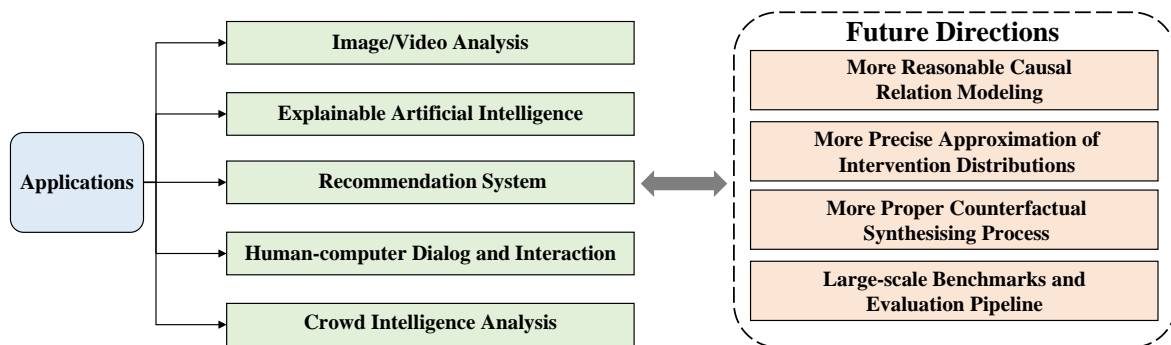 Applications
Image/Video Analysis
Explainable Artificial Intelligence
Recommendation System
Human-computer Dialog and Interaction
Crowd Intelligence Analysis
Future Directions
More Reasonable Causal
Relation Modeling
More Precise Approximation of
Intervention Distributions
More Proper Counterfactual
Synthesising Process
Large-scale Benchmarks and
Evaluation Pipeline